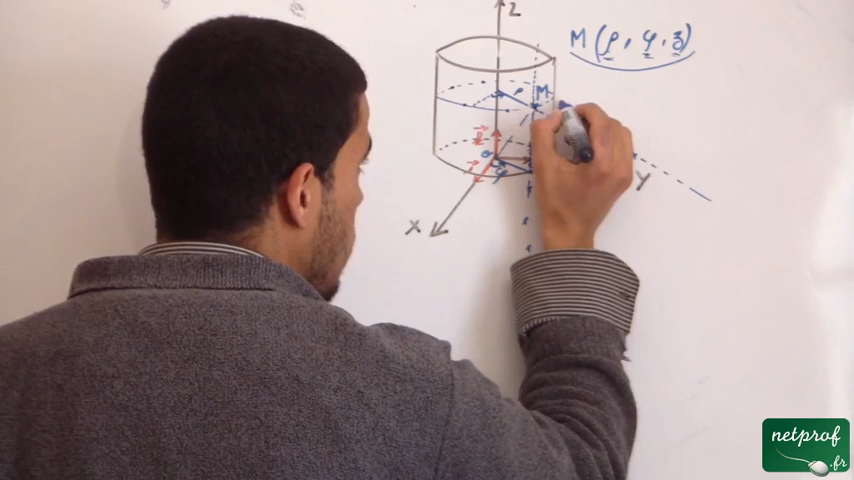 Z
M(ρ, φ, z)
M
ρ
k
i
φ
X
Y
netprof
.fr